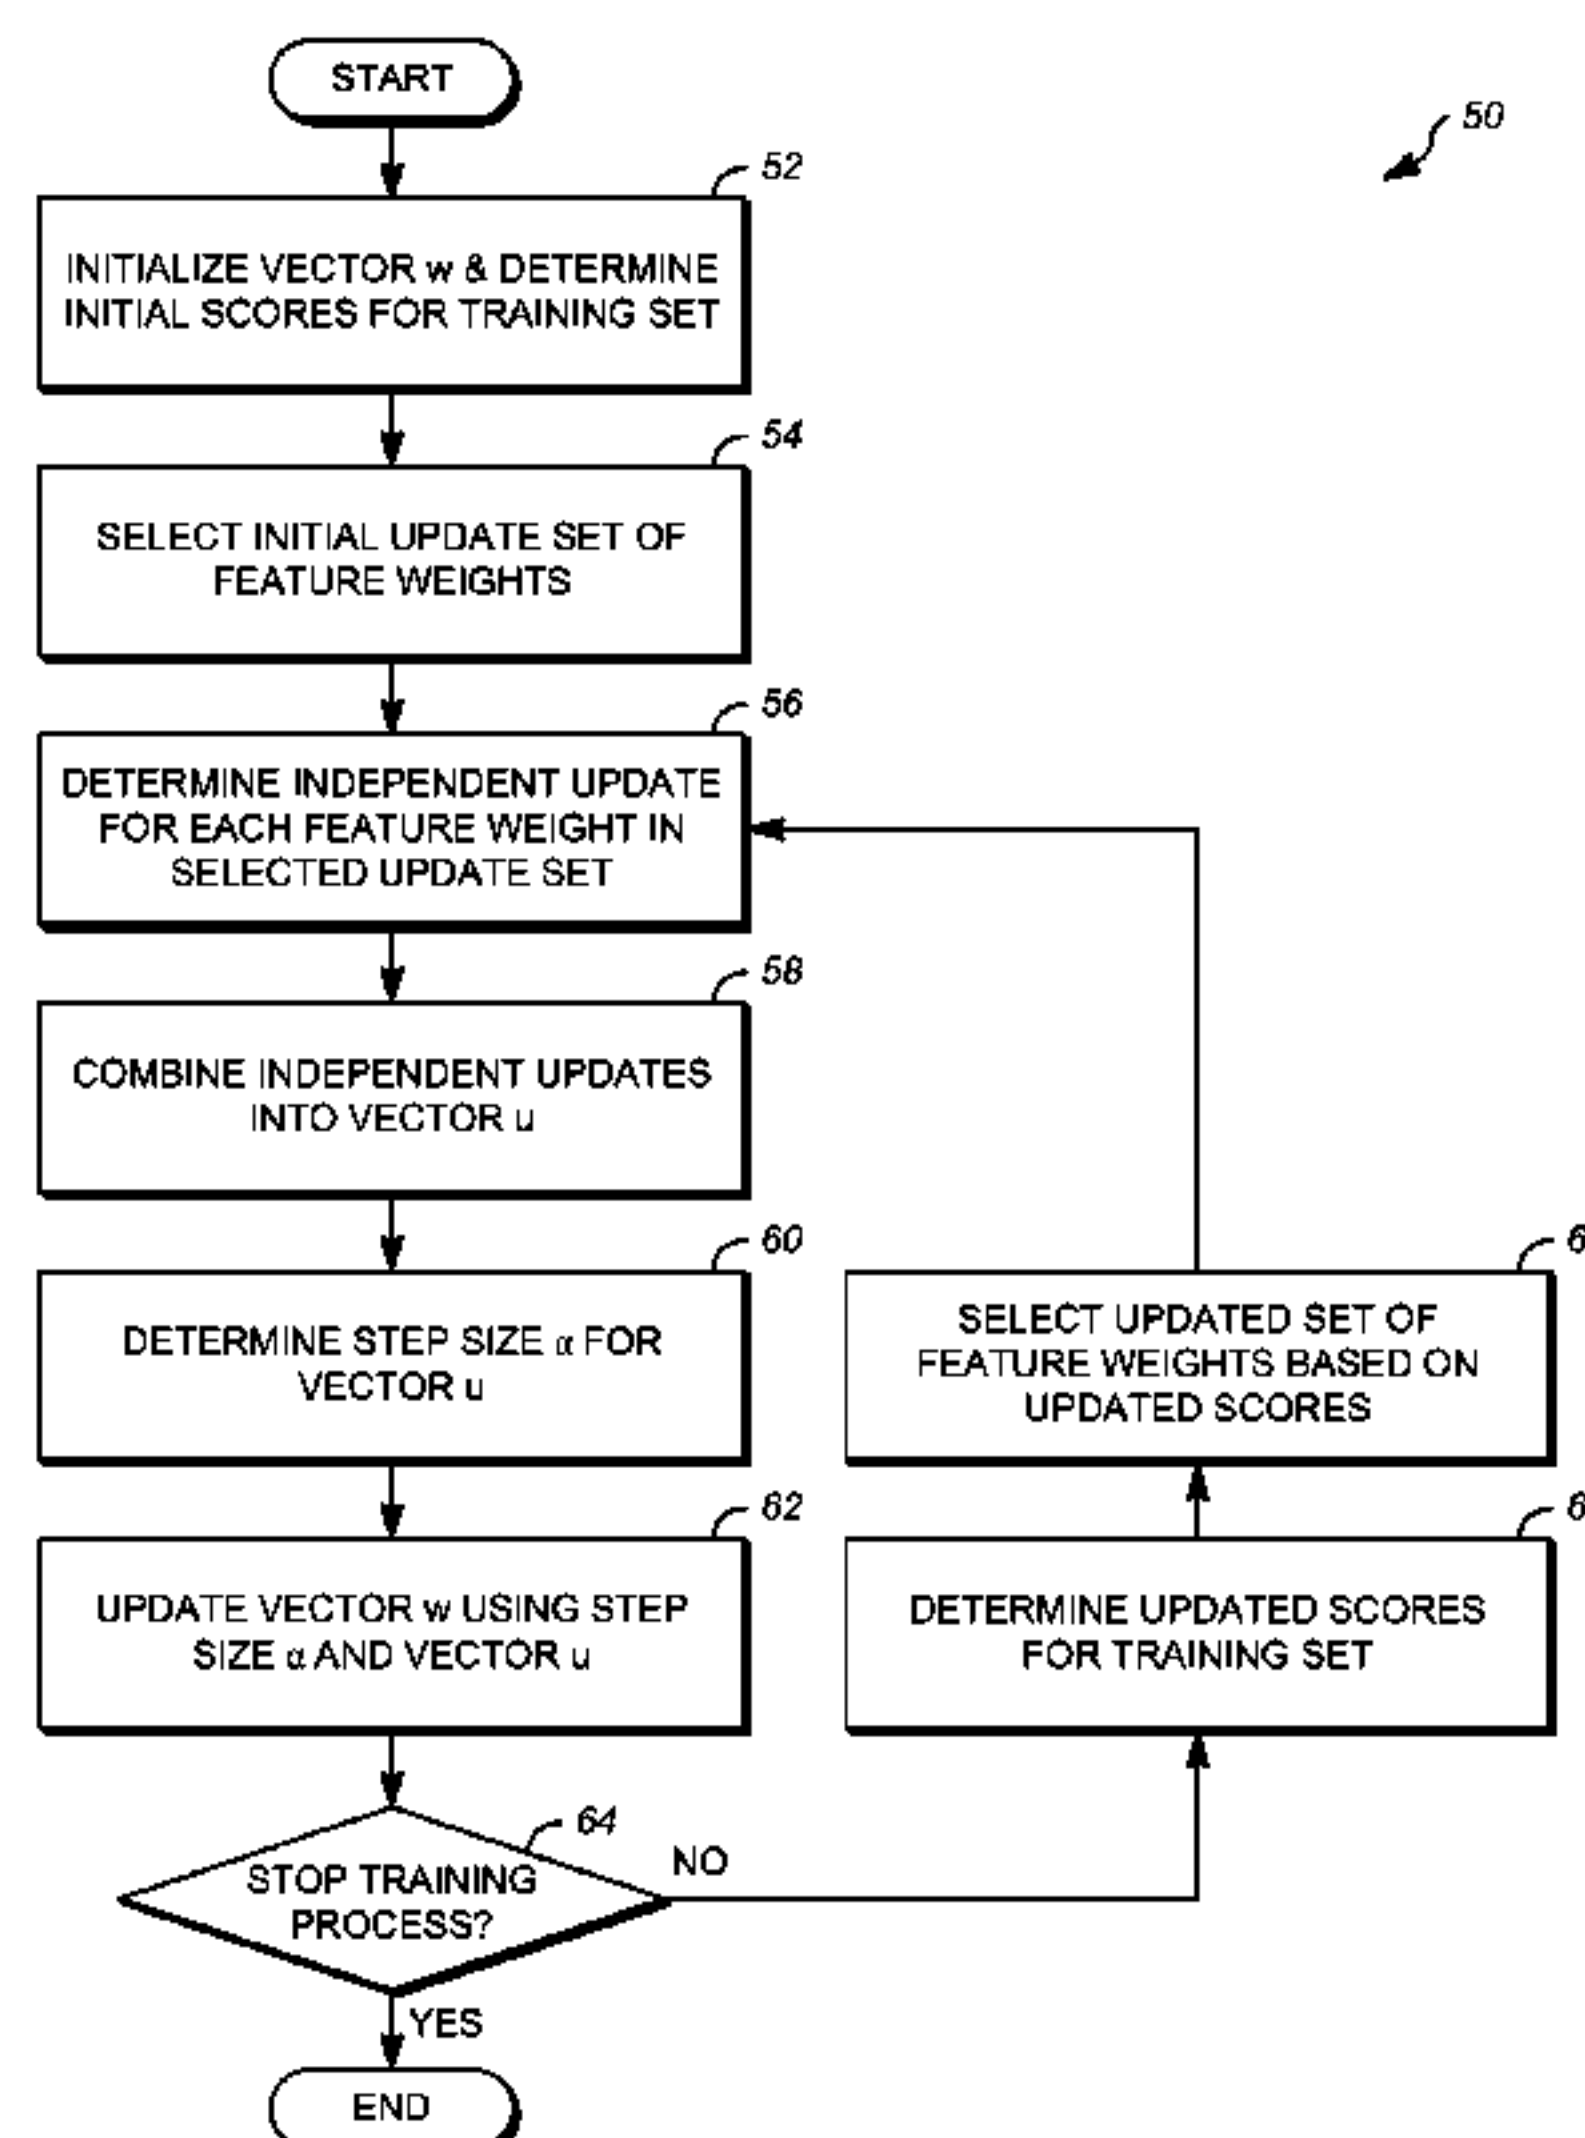 START
50
52
INITIALIZE VECTOR w & DETERMINE
INITIAL SCORES FOR TRAINING SET
54
SELECT INITIAL UPDATE SET OF
FEATURE WEIGHTS
56
DETERMINE INDEPENDENT UPDATE
FOR EACH FEATURE WEIGHT IN
SELECTED UPDATE SET
58
COMBINE INDEPENDENT UPDATES
INTO VECTOR u
60
DETERMINE STEP SIZE α FOR
VECTOR u
62
UPDATE VECTOR w USING STEP
SIZE α AND VECTOR u
64
STOP TRAINING
PROCESS?
NO
YES
END
SELECT UPDATED SET OF
FEATURE WEIGHTS BASED ON
UPDATED SCORES
DETERMINE UPDATED SCORES
FOR TRAINING SET